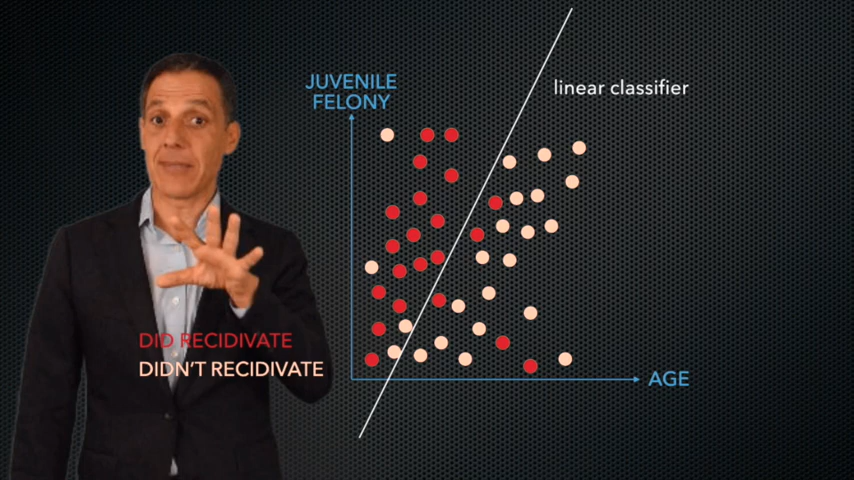 JUVENILE
FELONY
linear classifier
DID RECIDIVATE
DIDN'T RECIDIVATE
AGE